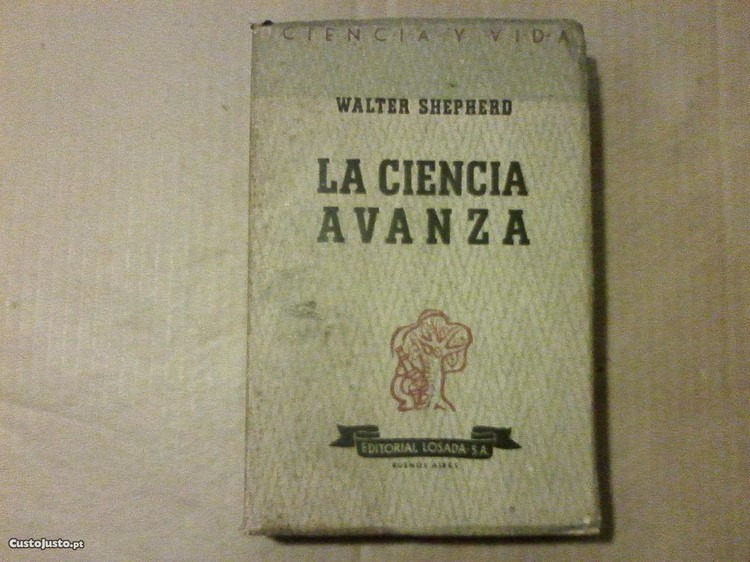 CIENCIA Y VIDA
WALTER SHEPHERD
LA CIENCIA
AVANZA
EDITORIAL LOSADA S.A.
BUENOS AIRES
CustoJusto.pt